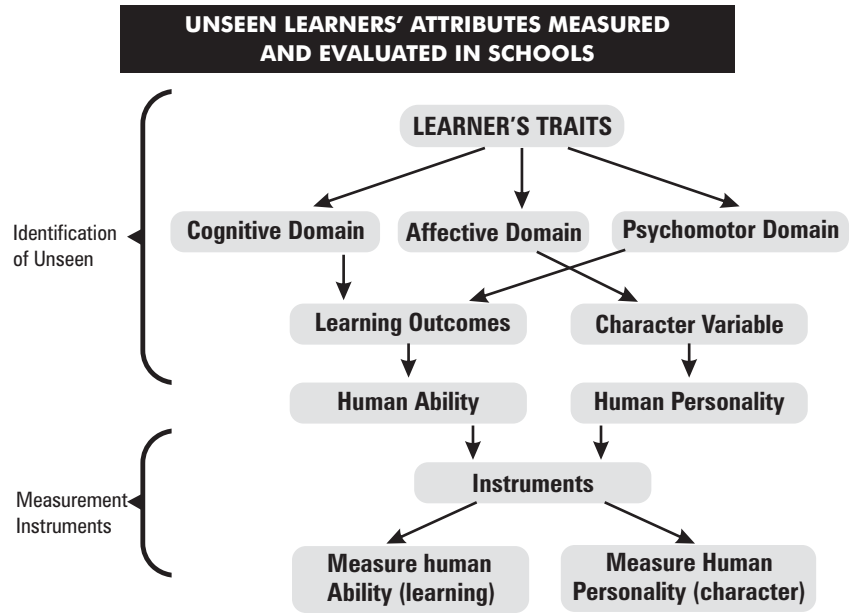 UNSEEN LEARNERS’ ATTRIBUTES MEASURED
AND EVALUATED IN SCHOOLS
LEARNER'S TRAITS
Cognitive Domain
Affective Domain
Psychomotor Domain
Identification
of Unseen
Learning Outcomes
Character Variable
Human Ability
Human Personality
Instruments
Measurement
Instruments
Measure human
Ability (learning)
Measure Human
Personality (character)